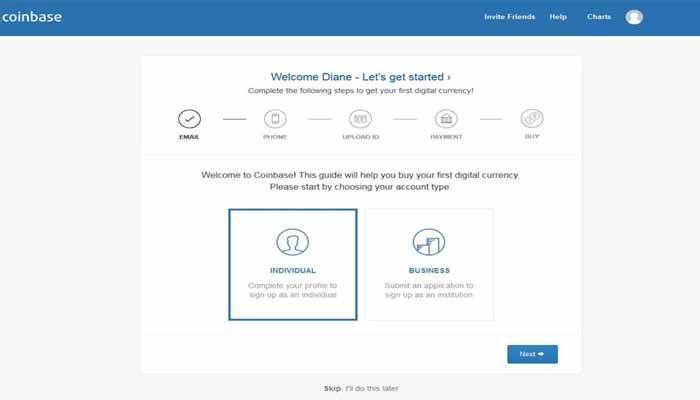 coinbase
Invite Friends Help Charts
Welcome Diane - Let's get started ›
Complete the following steps to get your first digital currency!
EMAIL PHONE UPLOAD ID PAYMENT BUY
Welcome to Coinbase! This guide will help you buy your first digital currency
Please start by choosing your account type
INDIVIDUAL
Complete your profile to
sign up as an individual
BUSINESS
Submit an application to
sign up as an institution
Next
Skip, I'll do this later